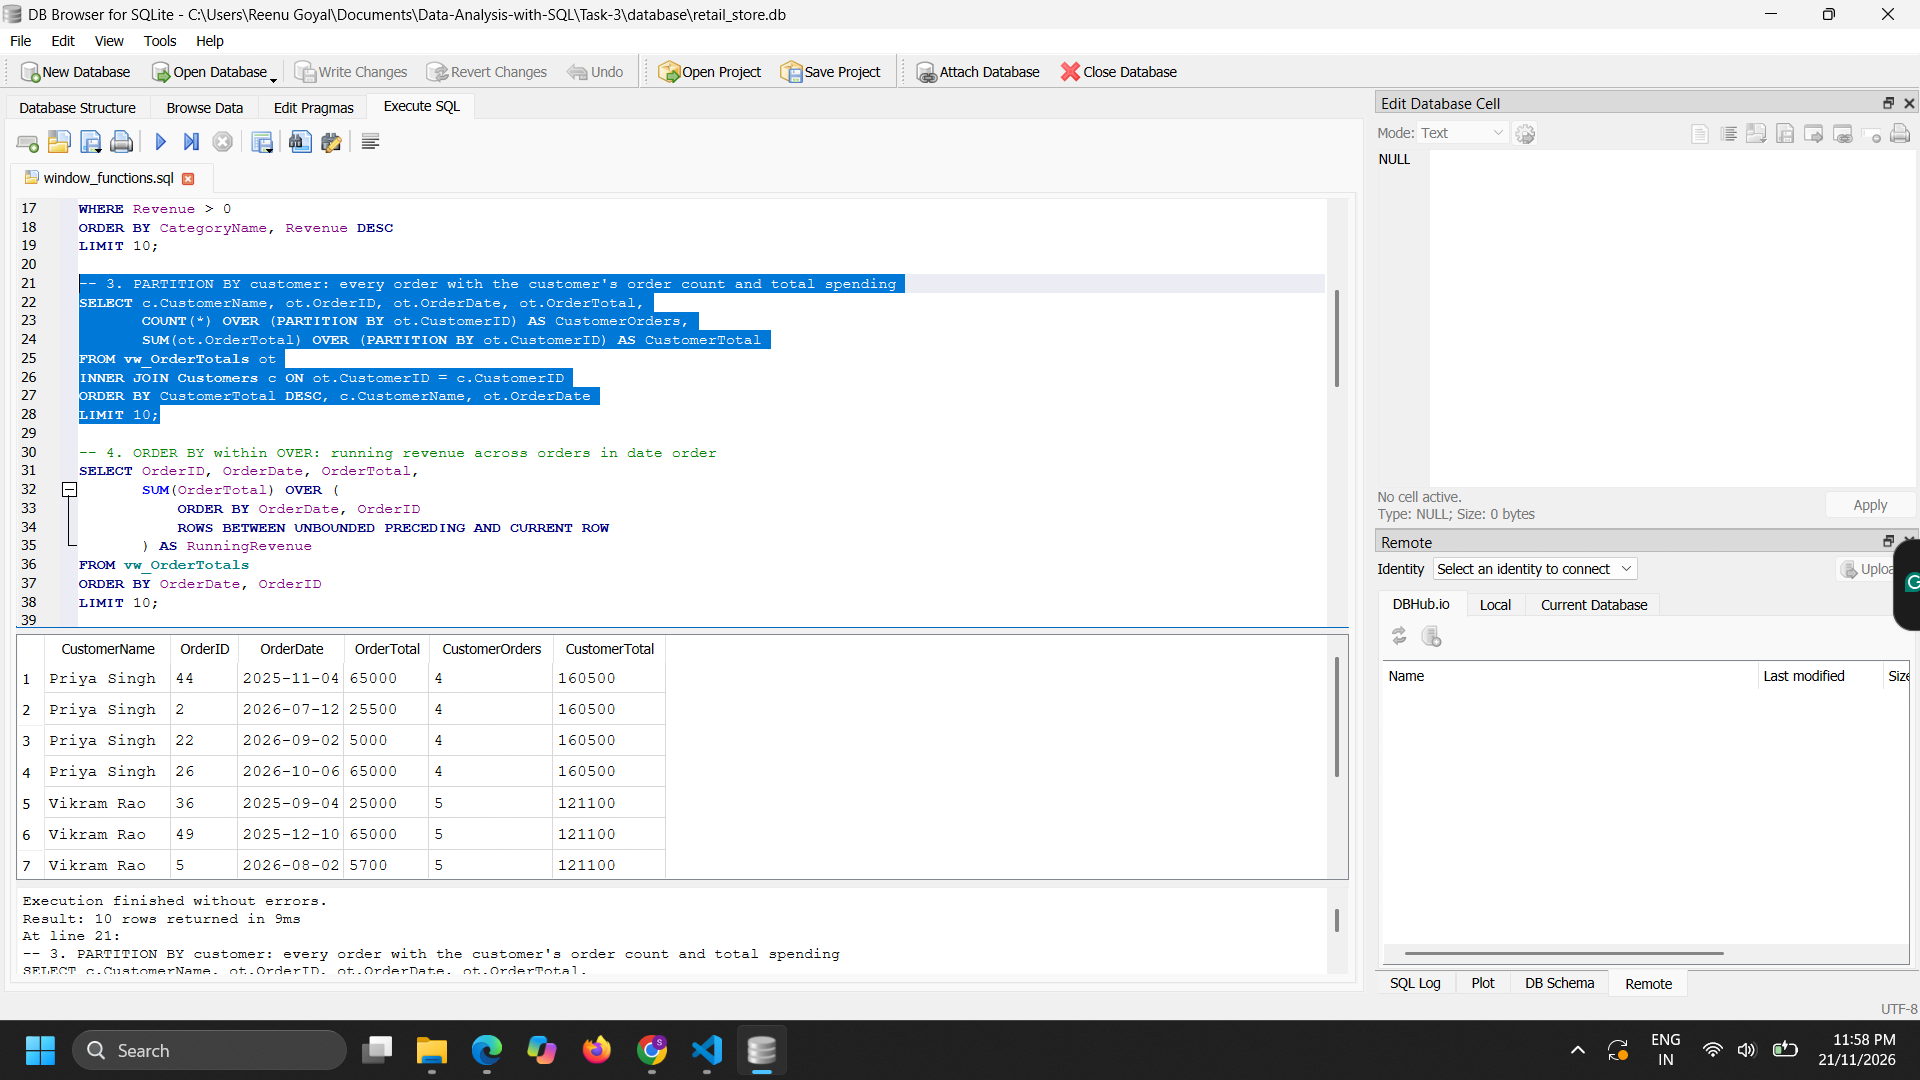 DB Browser for SQLite - C:\Users\Reenu Goyal\Documents\Data-Analysis-with-SQL\Task-3\database\retail_store.db
File Edit View Tools Help
New Database Open Database Write Changes Revert Changes Undo Open Project Save Project Attach Database Close Database
Database Structure Browse Data Edit Pragmas Execute SQL
window_functions.sql
17 WHERE Revenue > 0
18 ORDER BY CategoryName, Revenue DESC
19 LIMIT 10;
20
21 -- 3. PARTITION BY customer: every order with the customer's order count and total spending
22 SELECT c.CustomerName, ot.OrderID, ot.OrderDate, ot.OrderTotal,
23 COUNT(*) OVER (PARTITION BY ot.CustomerID) AS CustomerOrders,
24 SUM(ot.OrderTotal) OVER (PARTITION BY ot.CustomerID) AS CustomerTotal
25 FROM vw_OrderTotals ot
26 INNER JOIN Customers c ON ot.CustomerID = c.CustomerID
27 ORDER BY CustomerTotal DESC, c.CustomerName, ot.OrderDate
28 LIMIT 10;
29
30 -- 4. ORDER BY within OVER: running revenue across orders in date order
31 SELECT OrderID, OrderDate, OrderTotal,
32 SUM(OrderTotal) OVER (
33 ORDER BY OrderDate, OrderID
34 ROWS BETWEEN UNBOUNDED PRECEDING AND CURRENT ROW
35 ) AS RunningRevenue
36 FROM vw_OrderTotals
37 ORDER BY OrderDate, OrderID
38 LIMIT 10;
39
CustomerName OrderID OrderDate OrderTotal CustomerOrders CustomerTotal
1 Priya Singh 44 2025-11-04 65000 4 160500
2 Priya Singh 2 2026-07-12 25500 4 160500
3 Priya Singh 22 2026-09-02 5000 4 160500
4 Priya Singh 26 2026-10-06 65000 4 160500
5 Vikram Rao 36 2025-09-04 25000 5 121100
6 Vikram Rao 49 2025-12-10 65000 5 121100
7 Vikram Rao 5 2026-08-02 5700 5 121100
Execution finished without errors.
Result: 10 rows returned in 9ms
At line 21:
-- 3. PARTITION BY customer: every order with the customer's order count and total spending
SELECT c.CustomerName, ot.OrderID, ot.OrderDate, ot.OrderTotal,
Edit Database Cell
Mode: Text
NULL
No cell active.
Type: NULL; Size: 0 bytes
Apply
Remote
Identity Select an identity to connect Uploa
DBHub.io Local Current Database
Name Last modified Size
SQL Log Plot DB Schema Remote
UTF-8
Search
ENG
IN
11:58 PM
21/11/2026